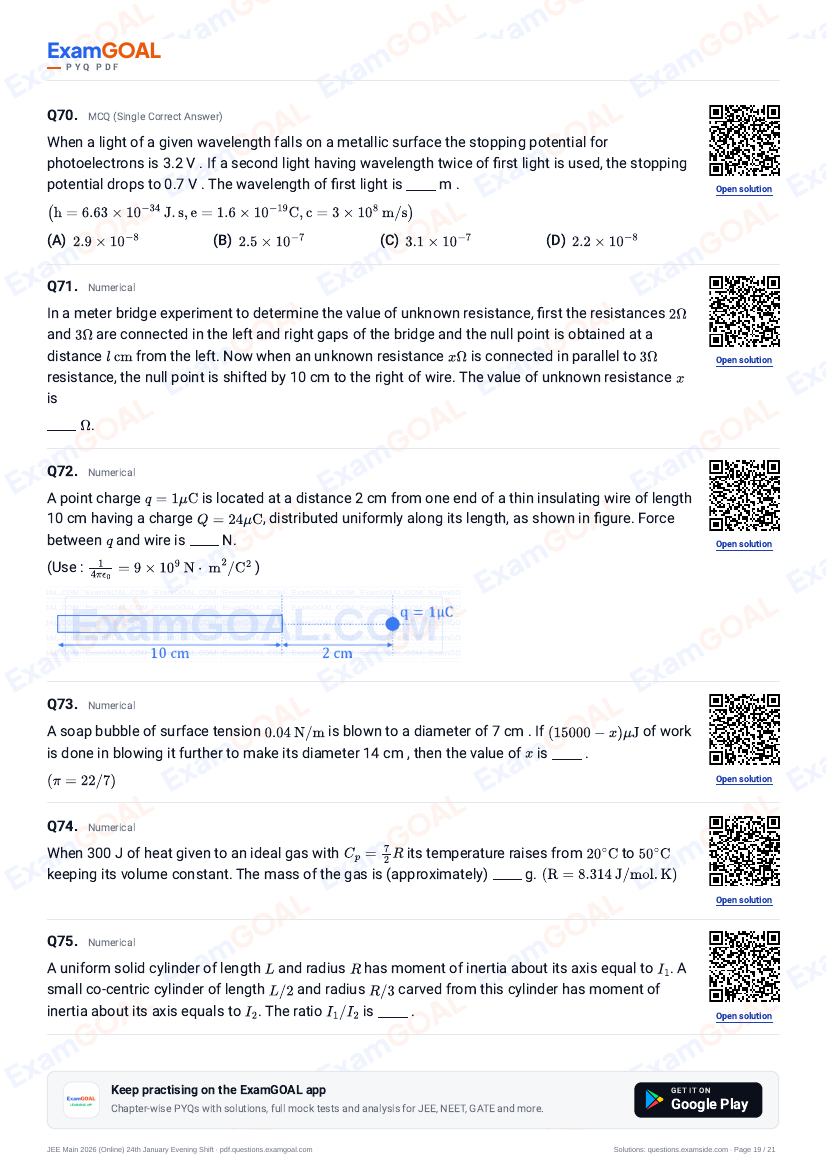 ExamGOAL
PYQ PDF
Q70. MCQ (Single Correct Answer)
When a light of a given wavelength falls on a metallic surface the stopping potential for
photoelectrons is 3.2 V . If a second light having wavelength twice of first light is used, the stopping
potential drops to 0.7 V . The wavelength of first light is ____ m .
(h = 6.63 × 10⁻³⁴ J.s, e = 1.6 × 10⁻¹⁹C, c = 3 × 10⁸ m/s)
(A) 2.9 × 10⁻⁸ (B) 2.5 × 10⁻⁷ (C) 3.1 × 10⁻⁷ (D) 2.2 × 10⁻⁸
Open solution
Q71. Numerical
In a meter bridge experiment to determine the value of unknown resistance, first the resistances 2Ω
and 3Ω are connected in the left and right gaps of the bridge and the null point is obtained at a
distance l cm from the left. Now when an unknown resistance xΩ is connected in parallel to 3Ω
resistance, the null point is shifted by 10 cm to the right of wire. The value of unknown resistance x
is
____ Ω.
Open solution
Q72. Numerical
A point charge q = 1μC is located at a distance 2 cm from one end of a thin insulating wire of length
10 cm having a charge Q = 24μC, distributed uniformly along its length, as shown in figure. Force
between q and wire is ____ N.
(Use : 1/4πϵ₀ = 9 × 10⁹ N · m²/C² )
Open solution
q = 1μC
10 cm 2 cm
ExamGOAL.COM
Q73. Numerical
A soap bubble of surface tension 0.04 N/m is blown to a diameter of 7 cm . If (15000 − x)μJ of work
is done in blowing it further to make its diameter 14 cm , then the value of x is ____ .
(π = 22/7)
Open solution
Q74. Numerical
When 300 J of heat given to an ideal gas with Cₚ = 7/2 R its temperature raises from 20°C to 50°C
keeping its volume constant. The mass of the gas is (approximately) ____ g. (R = 8.314 J/mol.K)
Open solution
Q75. Numerical
A uniform solid cylinder of length L and radius R has moment of inertia about its axis equal to I₁. A
small co-centric cylinder of length L/2 and radius R/3 carved from this cylinder has moment of
inertia about its axis equals to I₂. The ratio I₁/I₂ is ____ .
Open solution
ExamGOAL
Keep practising on the ExamGOAL app
Chapter-wise PYQs with solutions, full mock tests and analysis for JEE, NEET, GATE and more.
GET IT ON
Google Play
JEE Main 2026 (Online) 24th January Evening Shift · pdf.questions.examgoal.com
Solutions: questions.examside.com · Page 19 / 21